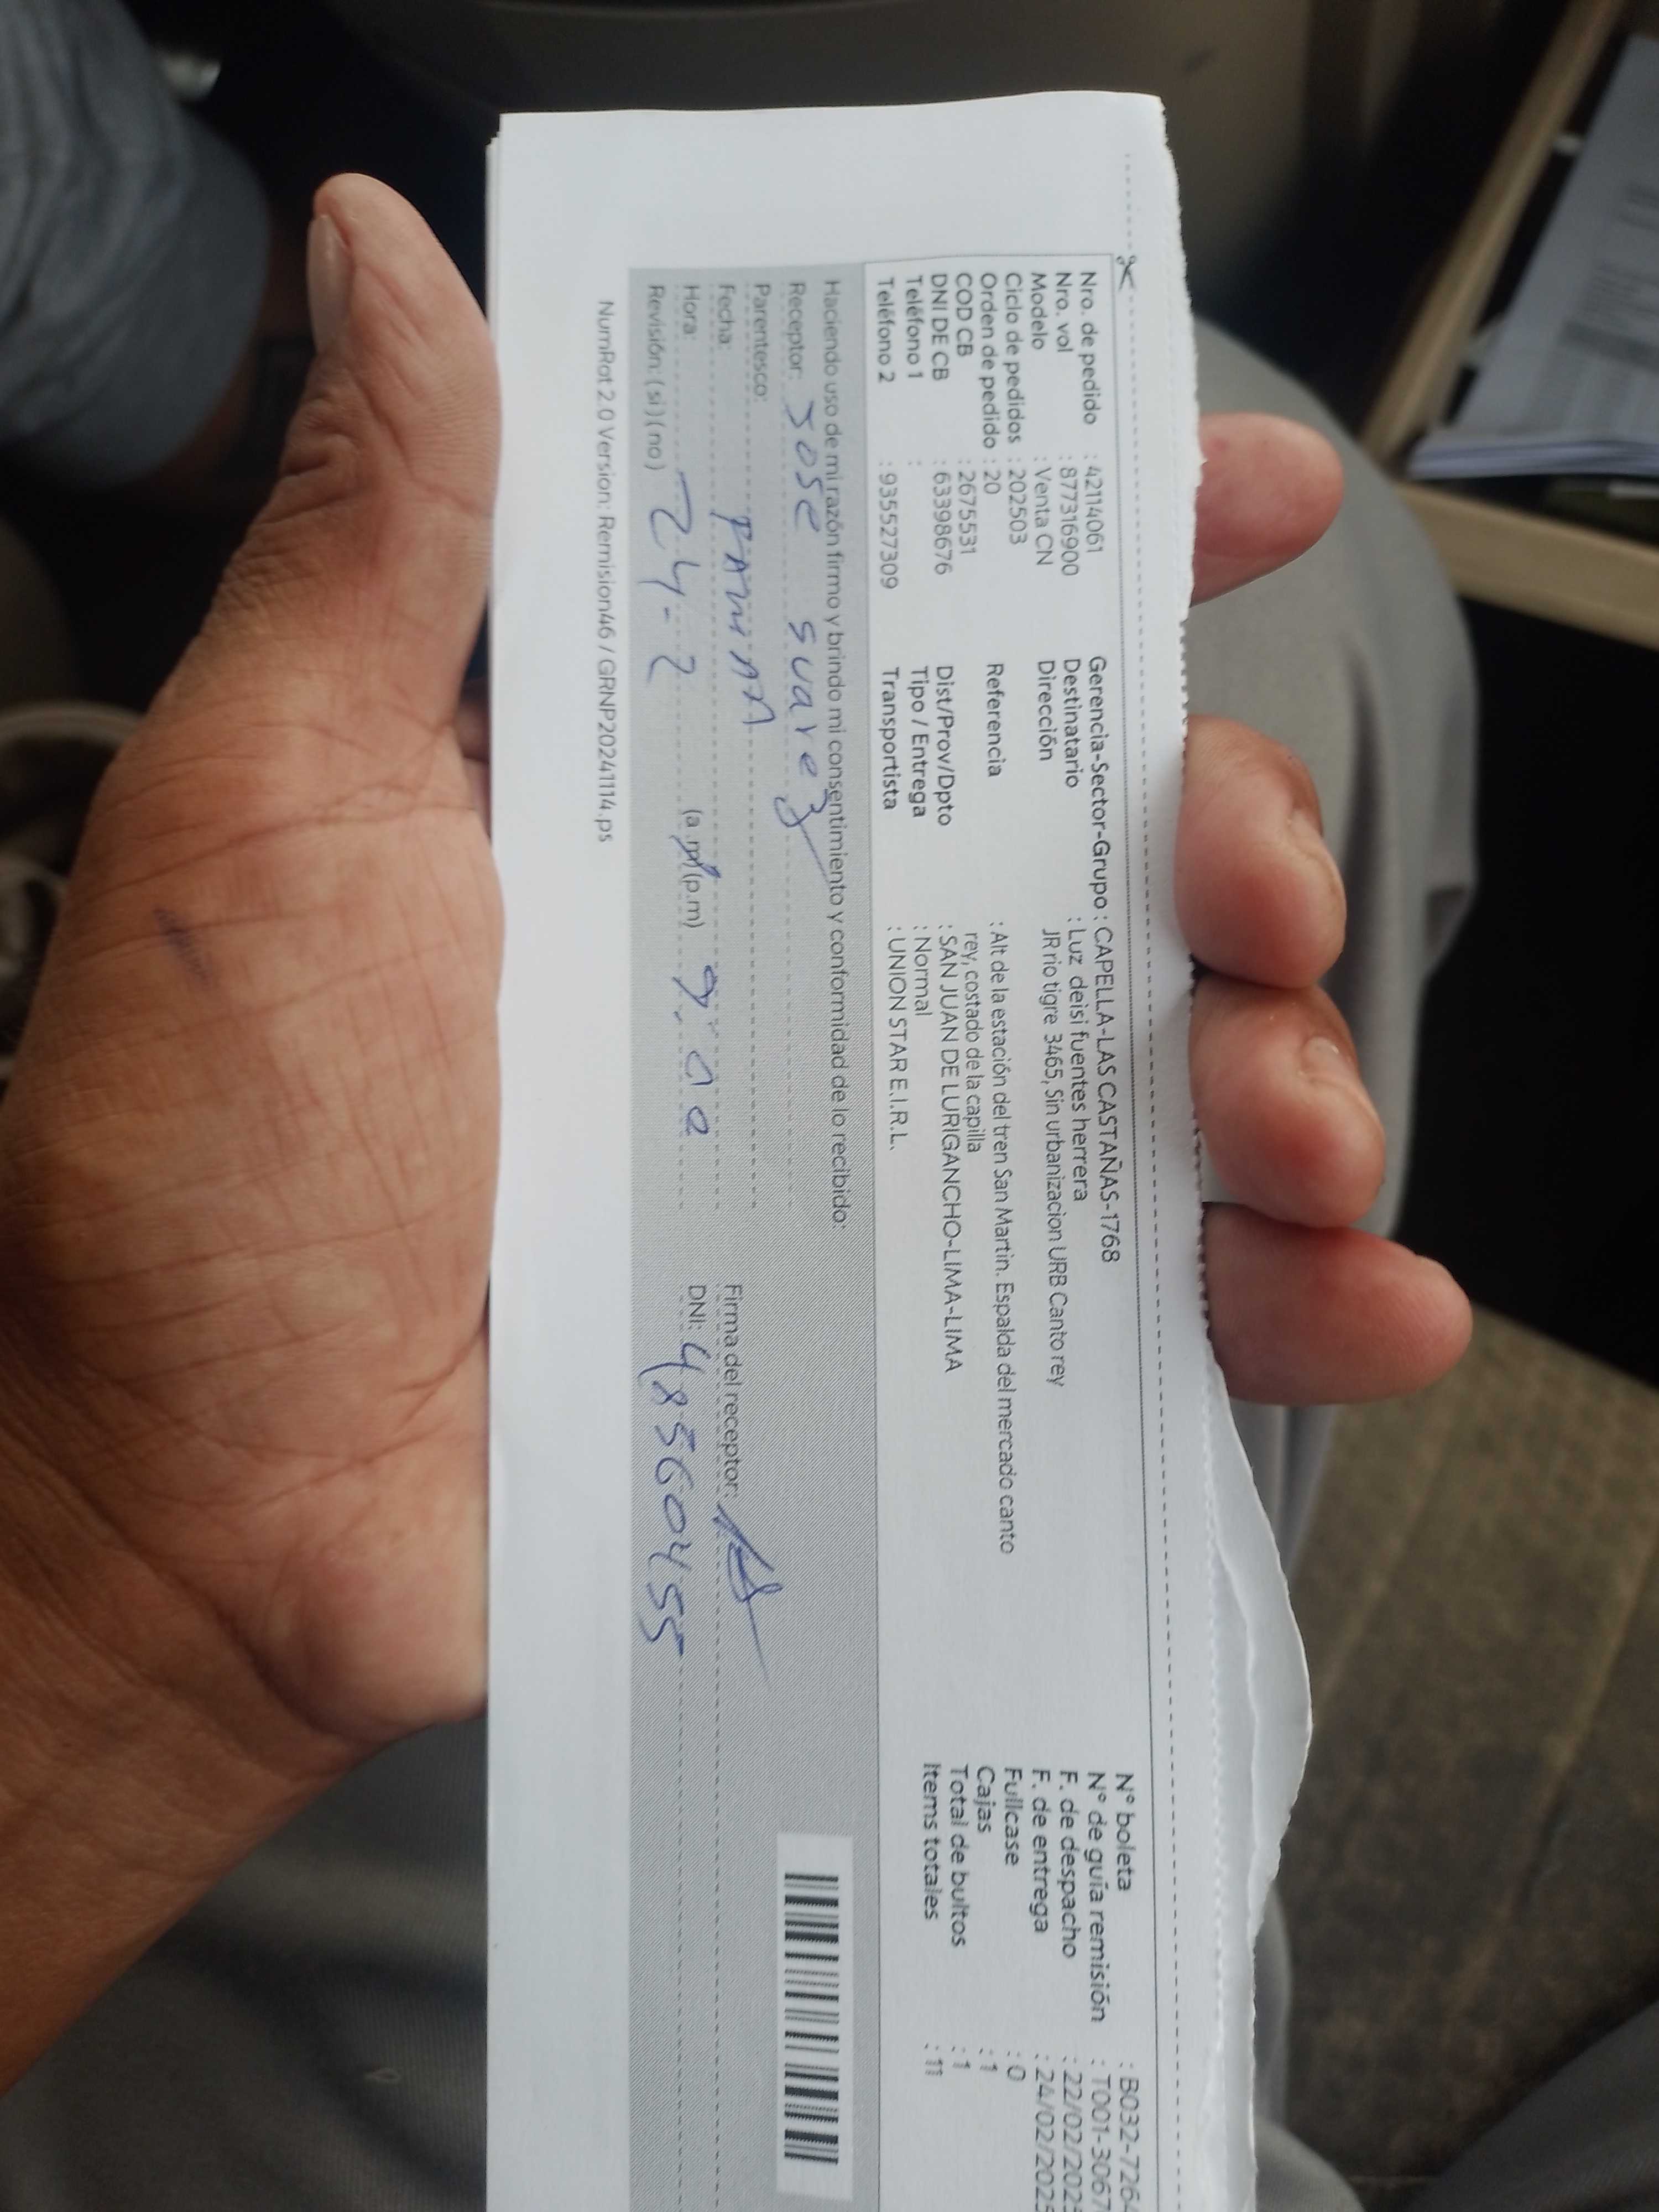 Nro. de pedido : 42114061
Nro. vol : 877316900
Modelo : Venta CN
Ciclo de pedidos : 202503
Orden de pedido : 20
COD CB : 2675531
DNI DE CB : 63398676
Teléfono 1 :
Teléfono 2 : 935527309
Gerencia-Sector-Grupo : CAPELLA-LAS CASTAÑAS-1768
Destinatario : Luz deisi fuentes herrera
Dirección JR rio tigre 3465, Sin urbanizacion URB Canto rey
Referencia : Alt de la estación del tren San Martin. Espalda del mercado canto
rey, costado de la capilla
Dist/Prov/Dpto : SAN JUAN DE LURIGANCHO-LIMA-LIMA
Tipo / Entrega : Normal
Transportista : UNION STAR E.I.R.L.
N° boleta : B032-7264
N° de guía remisión : T001-3067
F. de despacho : 22/02/2025
F. de entrega : 24/02/2025
Fullcase : 0
Cajas : 1
Total de bultos : 1
Items totales : 11
Haciendo uso de mi razón firmo y brindo mi consentimiento y conformidad de lo recibido:
Receptor: Jose suarez
Parentesco:
Fecha: Firma del receptor:
Hora: (a.m) (p.m) DNI: 48560455
Revisión: (si) (no) 24-2
NumRot 2.0 Version: Remision46 / GRNP20241114.ps